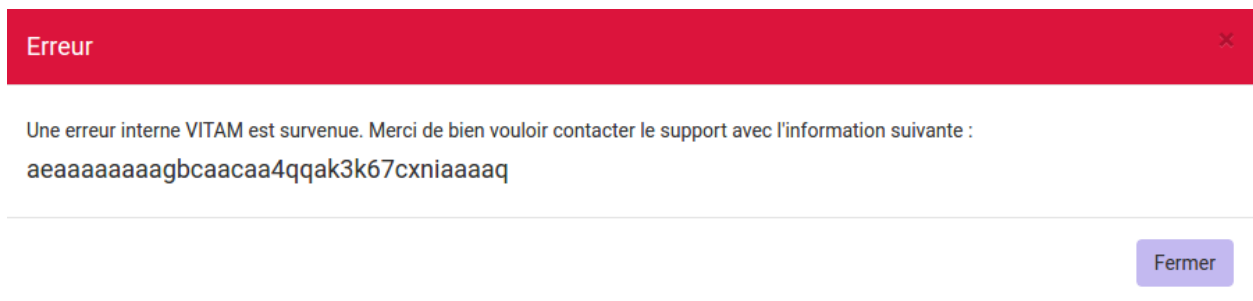 Erreur
×
Une erreur interne VITAM est survenue. Merci de bien vouloir contacter le support avec l'information suivante :
aeaaaaaaaagbcaacaa4qqak3k67cxniaaaaq
Fermer